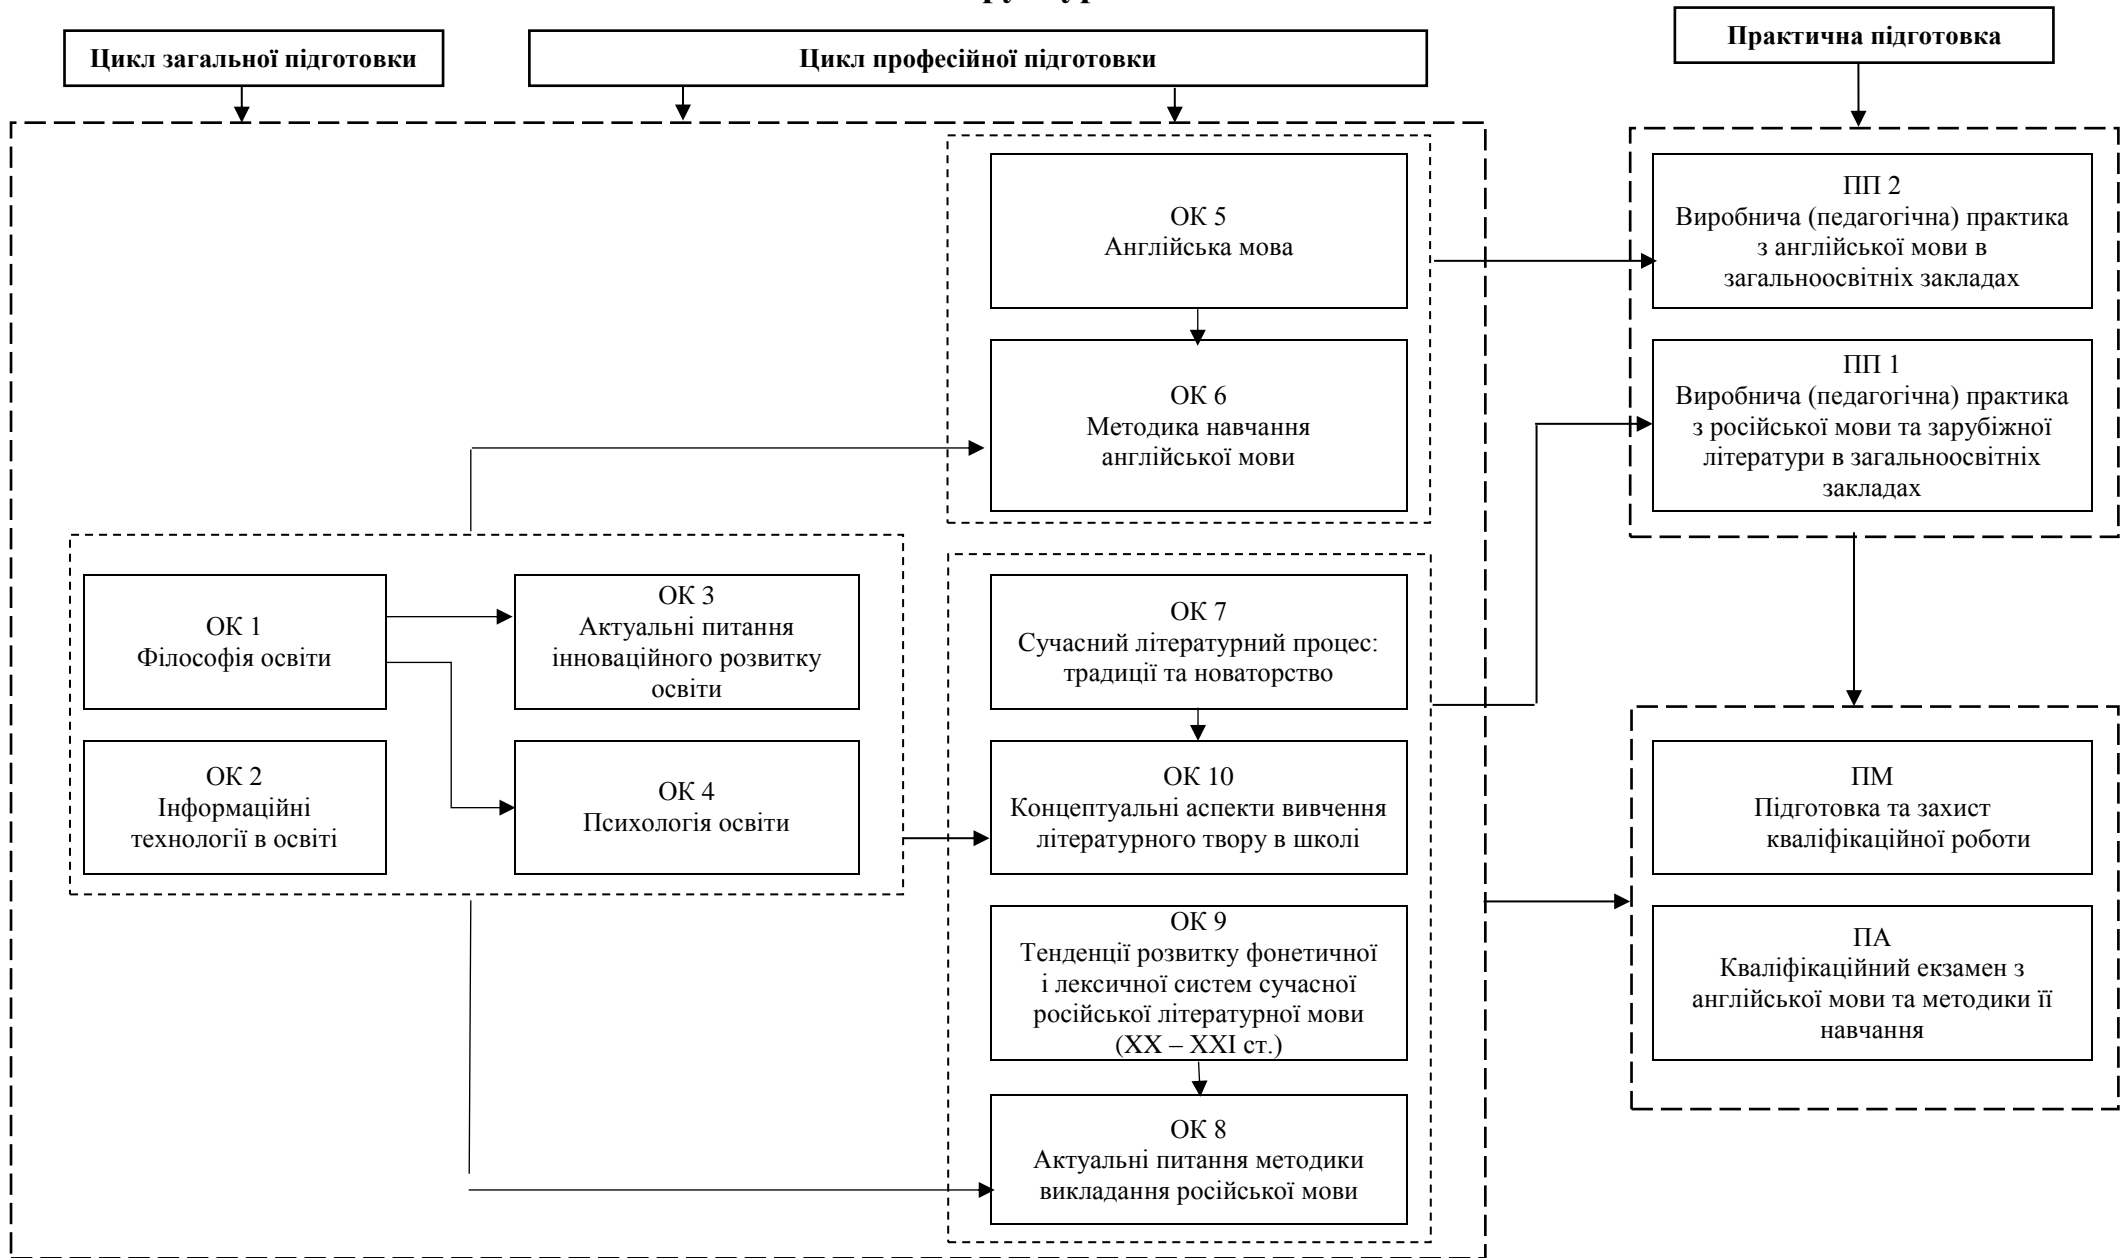 Цикл загальної підготовки
Цикл професійної підготовки
Практична підготовка
ОК 5
Англійська мова
ПП 2
Виробнича (педагогічна) практика
з англійської мови в
загальноосвітніх закладах
ОК 6
Методика навчання
англійської мови
ПП 1
Виробнича (педагогічна) практика
з російської мови та зарубіжної
літератури в загальноосвітніх
закладах
ОК 1
Філософія освіти
ОК 3
Актуальні питання
інноваційного розвитку
освіти
ОК 7
Сучасний літературний процес:
традиції та новаторство
ОК 2
Інформаційні
технології в освіті
ОК 4
Психологія освіти
ОК 10
Концептуальні аспекти вивчення
літературного твору в школі
ПМ
Підготовка та захист
кваліфікаційної роботи
ОК 9
Тенденції розвитку фонетичної
і лексичної систем сучасної
російської літературної мови
(ХХ – ХХІ ст.)
ПА
Кваліфікаційний екзамен з
англійської мови та методики її
навчання
ОК 8
Актуальні питання методики
викладання російської мови